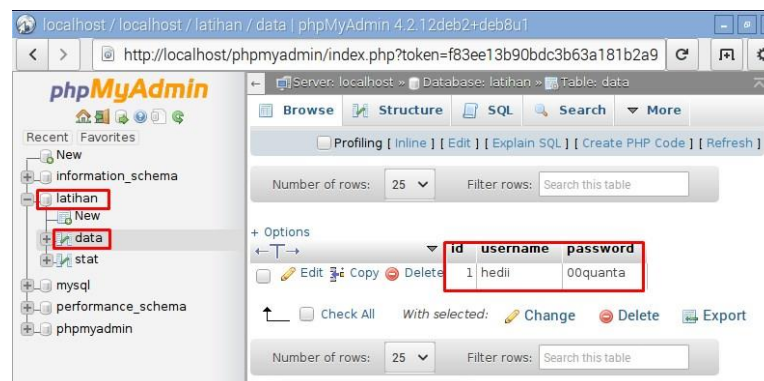 localhost / localhost / latihan / data | phpMyAdmin 4.2.12deb2+deb8u1
http://localhost/phpmyadmin/index.php?token=f83ee13b90bdc3b63a181b2a9
phpMyAdmin
Recent Favorites
New
information_schema
latihan
New
data
stat
mysql
performance_schema
phpmyadmin
Server: localhost » Database: latihan » Table: data
Browse Structure SQL Search More
Profiling [ Inline ] [ Edit ] [ Explain SQL ] [ Create PHP Code ] [ Refresh ]
Number of rows: 25 Filter rows: Search this table
+ Options
id username password
Edit Copy Delete 1 hedii 00quanta
Check All With selected: Change Delete Export
Number of rows: 25 Filter rows: Search this table